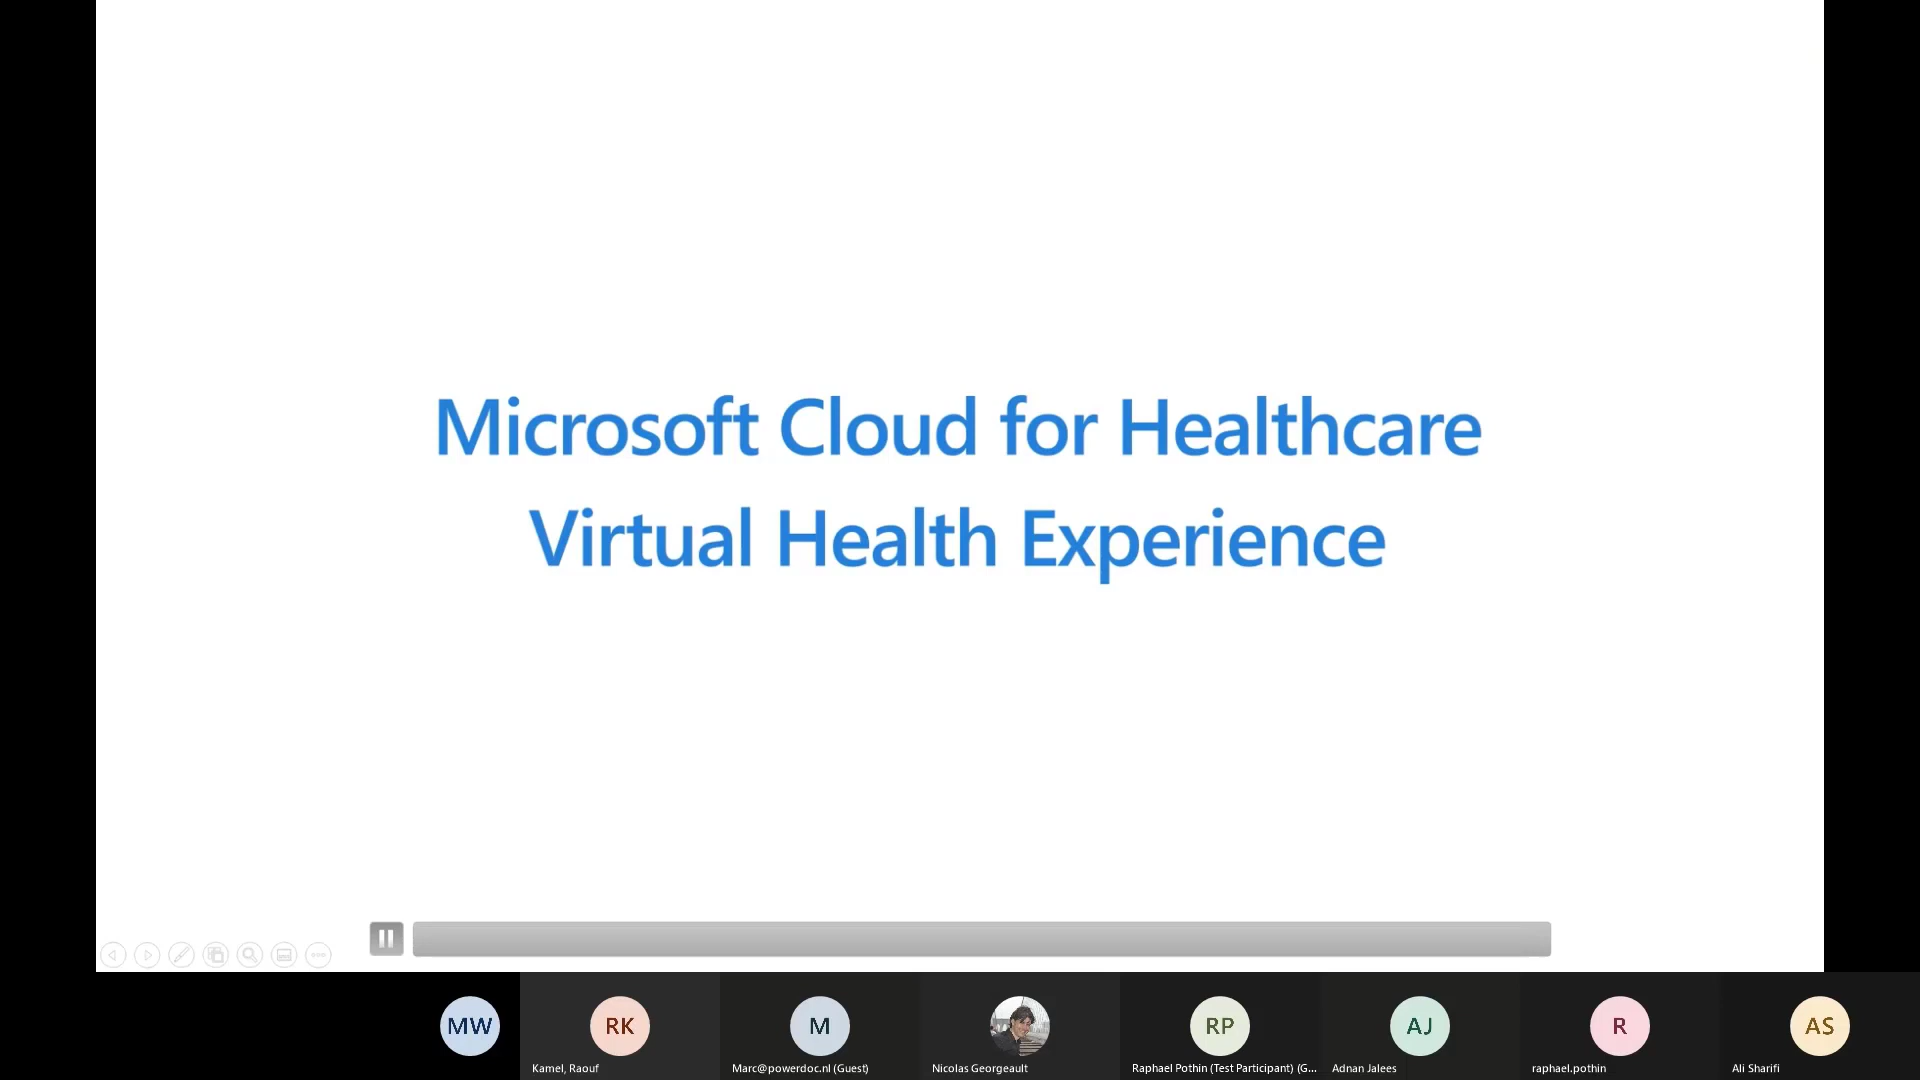 Microsoft Cloud for Healthcare
Virtual Health Experience
MW
RK
M
RP
AJ
R
AS
Kamel, Raouf
Marc@powerdoc.nl (Guest)
Nicolas Georgeault
Raphael Pothin (Test Participant) (G...
Adnan Jalees
raphael.pothin
Ali Sharifi